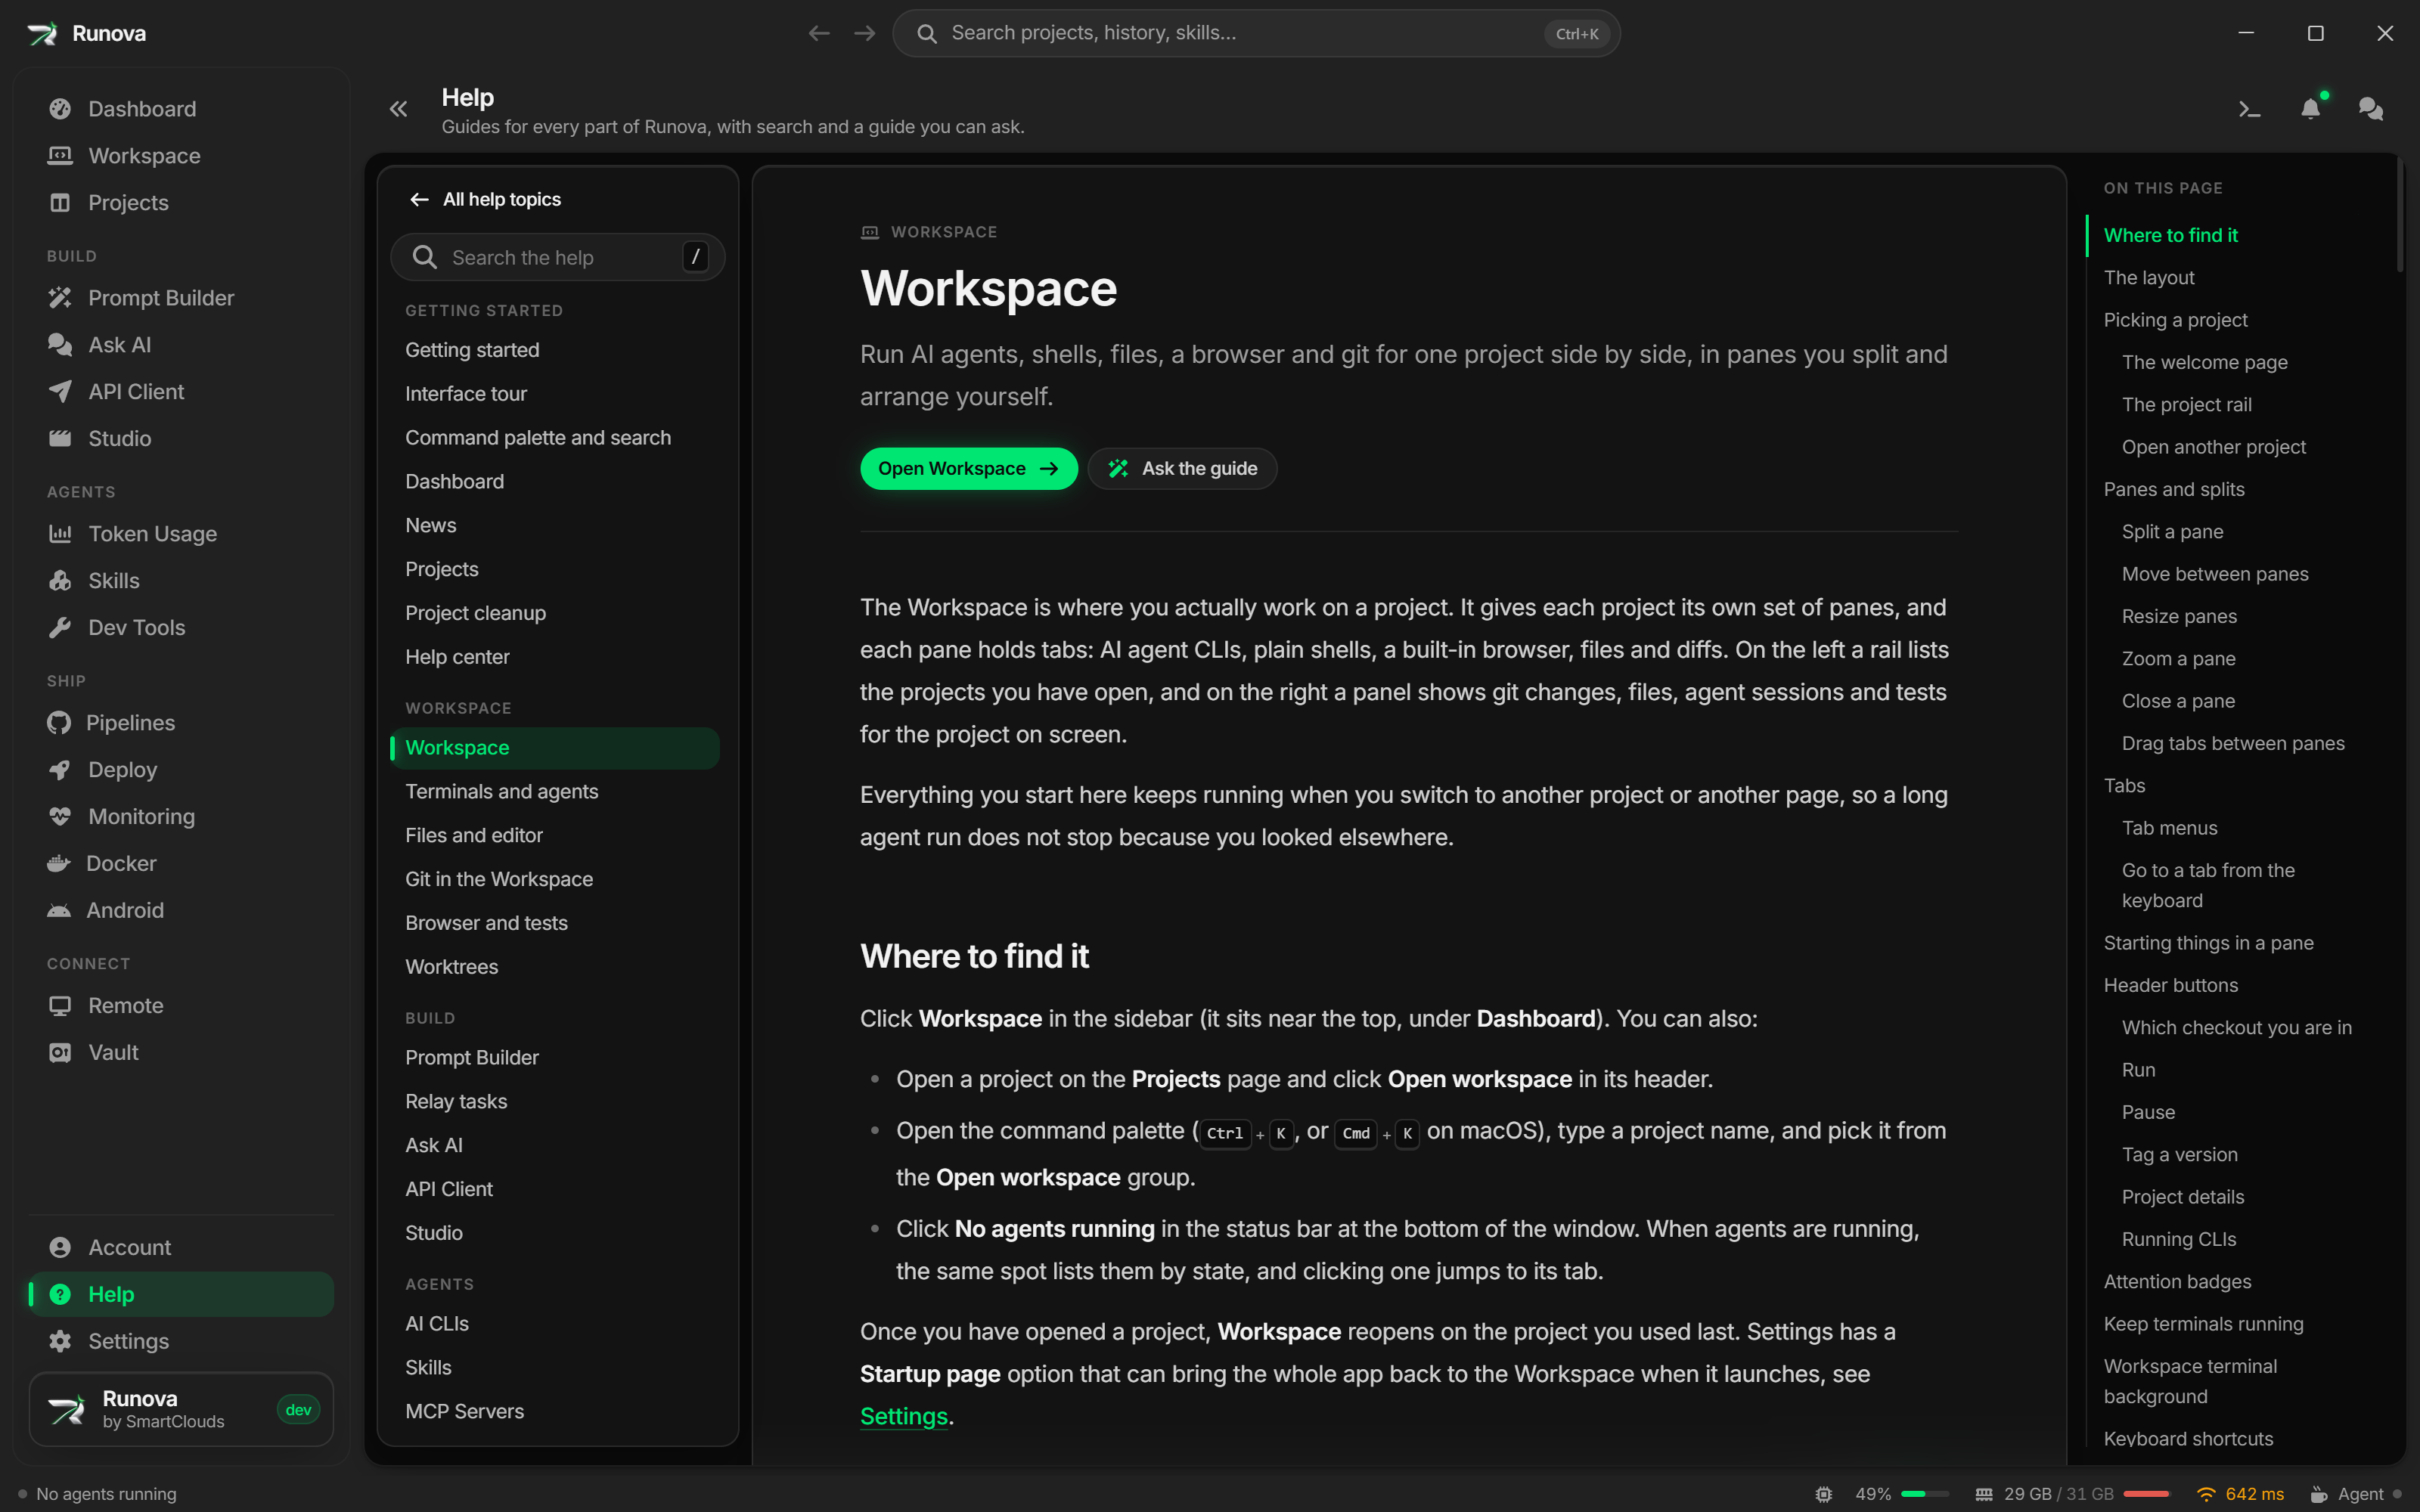 Runova
Search projects, history, skills...
Ctrl+K
Dashboard
Workspace
Projects
BUILD
Prompt Builder
Ask AI
API Client
Studio
AGENTS
Token Usage
Skills
Dev Tools
SHIP
Pipelines
Deploy
Monitoring
Docker
Android
CONNECT
Remote
Vault
Account
Help
Settings
Runova
by SmartClouds
dev
Help
Guides for every part of Runova, with search and a guide you can ask.
All help topics
Search the help
/
GETTING STARTED
Getting started
Interface tour
Command palette and search
Dashboard
News
Projects
Project cleanup
Help center
WORKSPACE
Workspace
Terminals and agents
Files and editor
Git in the Workspace
Browser and tests
Worktrees
BUILD
Prompt Builder
Relay tasks
Ask AI
API Client
Studio
AGENTS
AI CLIs
Skills
MCP Servers
WORKSPACE
Workspace
Run AI agents, shells, files, a browser and git for one project side by side, in panes you split and
arrange yourself.
Open Workspace
Ask the guide
The Workspace is where you actually work on a project. It gives each project its own set of panes, and
each pane holds tabs: AI agent CLIs, plain shells, a built-in browser, files and diffs. On the left a rail lists
the projects you have open, and on the right a panel shows git changes, files, agent sessions and tests
for the project on screen.
Everything you start here keeps running when you switch to another project or another page, so a long
agent run does not stop because you looked elsewhere.
Where to find it
Click Workspace in the sidebar (it sits near the top, under Dashboard). You can also:
• Open a project on the Projects page and click Open workspace in its header.
• Open the command palette (Ctrl + K, or Cmd + K on macOS), type a project name, and pick it from
the Open workspace group.
• Click No agents running in the status bar at the bottom of the window. When agents are running,
the same spot lists them by state, and clicking one jumps to its tab.
Once you have opened a project, Workspace reopens on the project you used last. Settings has a
Startup page option that can bring the whole app back to the Workspace when it launches, see
Settings.
ON THIS PAGE
Where to find it
The layout
Picking a project
The welcome page
The project rail
Open another project
Panes and splits
Split a pane
Move between panes
Resize panes
Zoom a pane
Close a pane
Drag tabs between panes
Tabs
Tab menus
Go to a tab from the
keyboard
Starting things in a pane
Header buttons
Which checkout you are in
Run
Pause
Tag a version
Project details
Running CLIs
Attention badges
Keep terminals running
Workspace terminal
background
Keyboard shortcuts
No agents running
49%
29 GB / 31 GB
642 ms
Agent